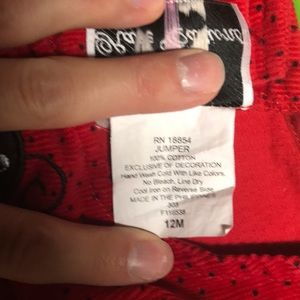 RN 18854
JUMPER
100% COTTON
EXCLUSIVE OF DECORATION
Hand Wash Cold With Like Colors,
No Bleach, Line Dry
Cool Iron on Reverse Side
MADE IN THE PHILIPPINES
303
12M